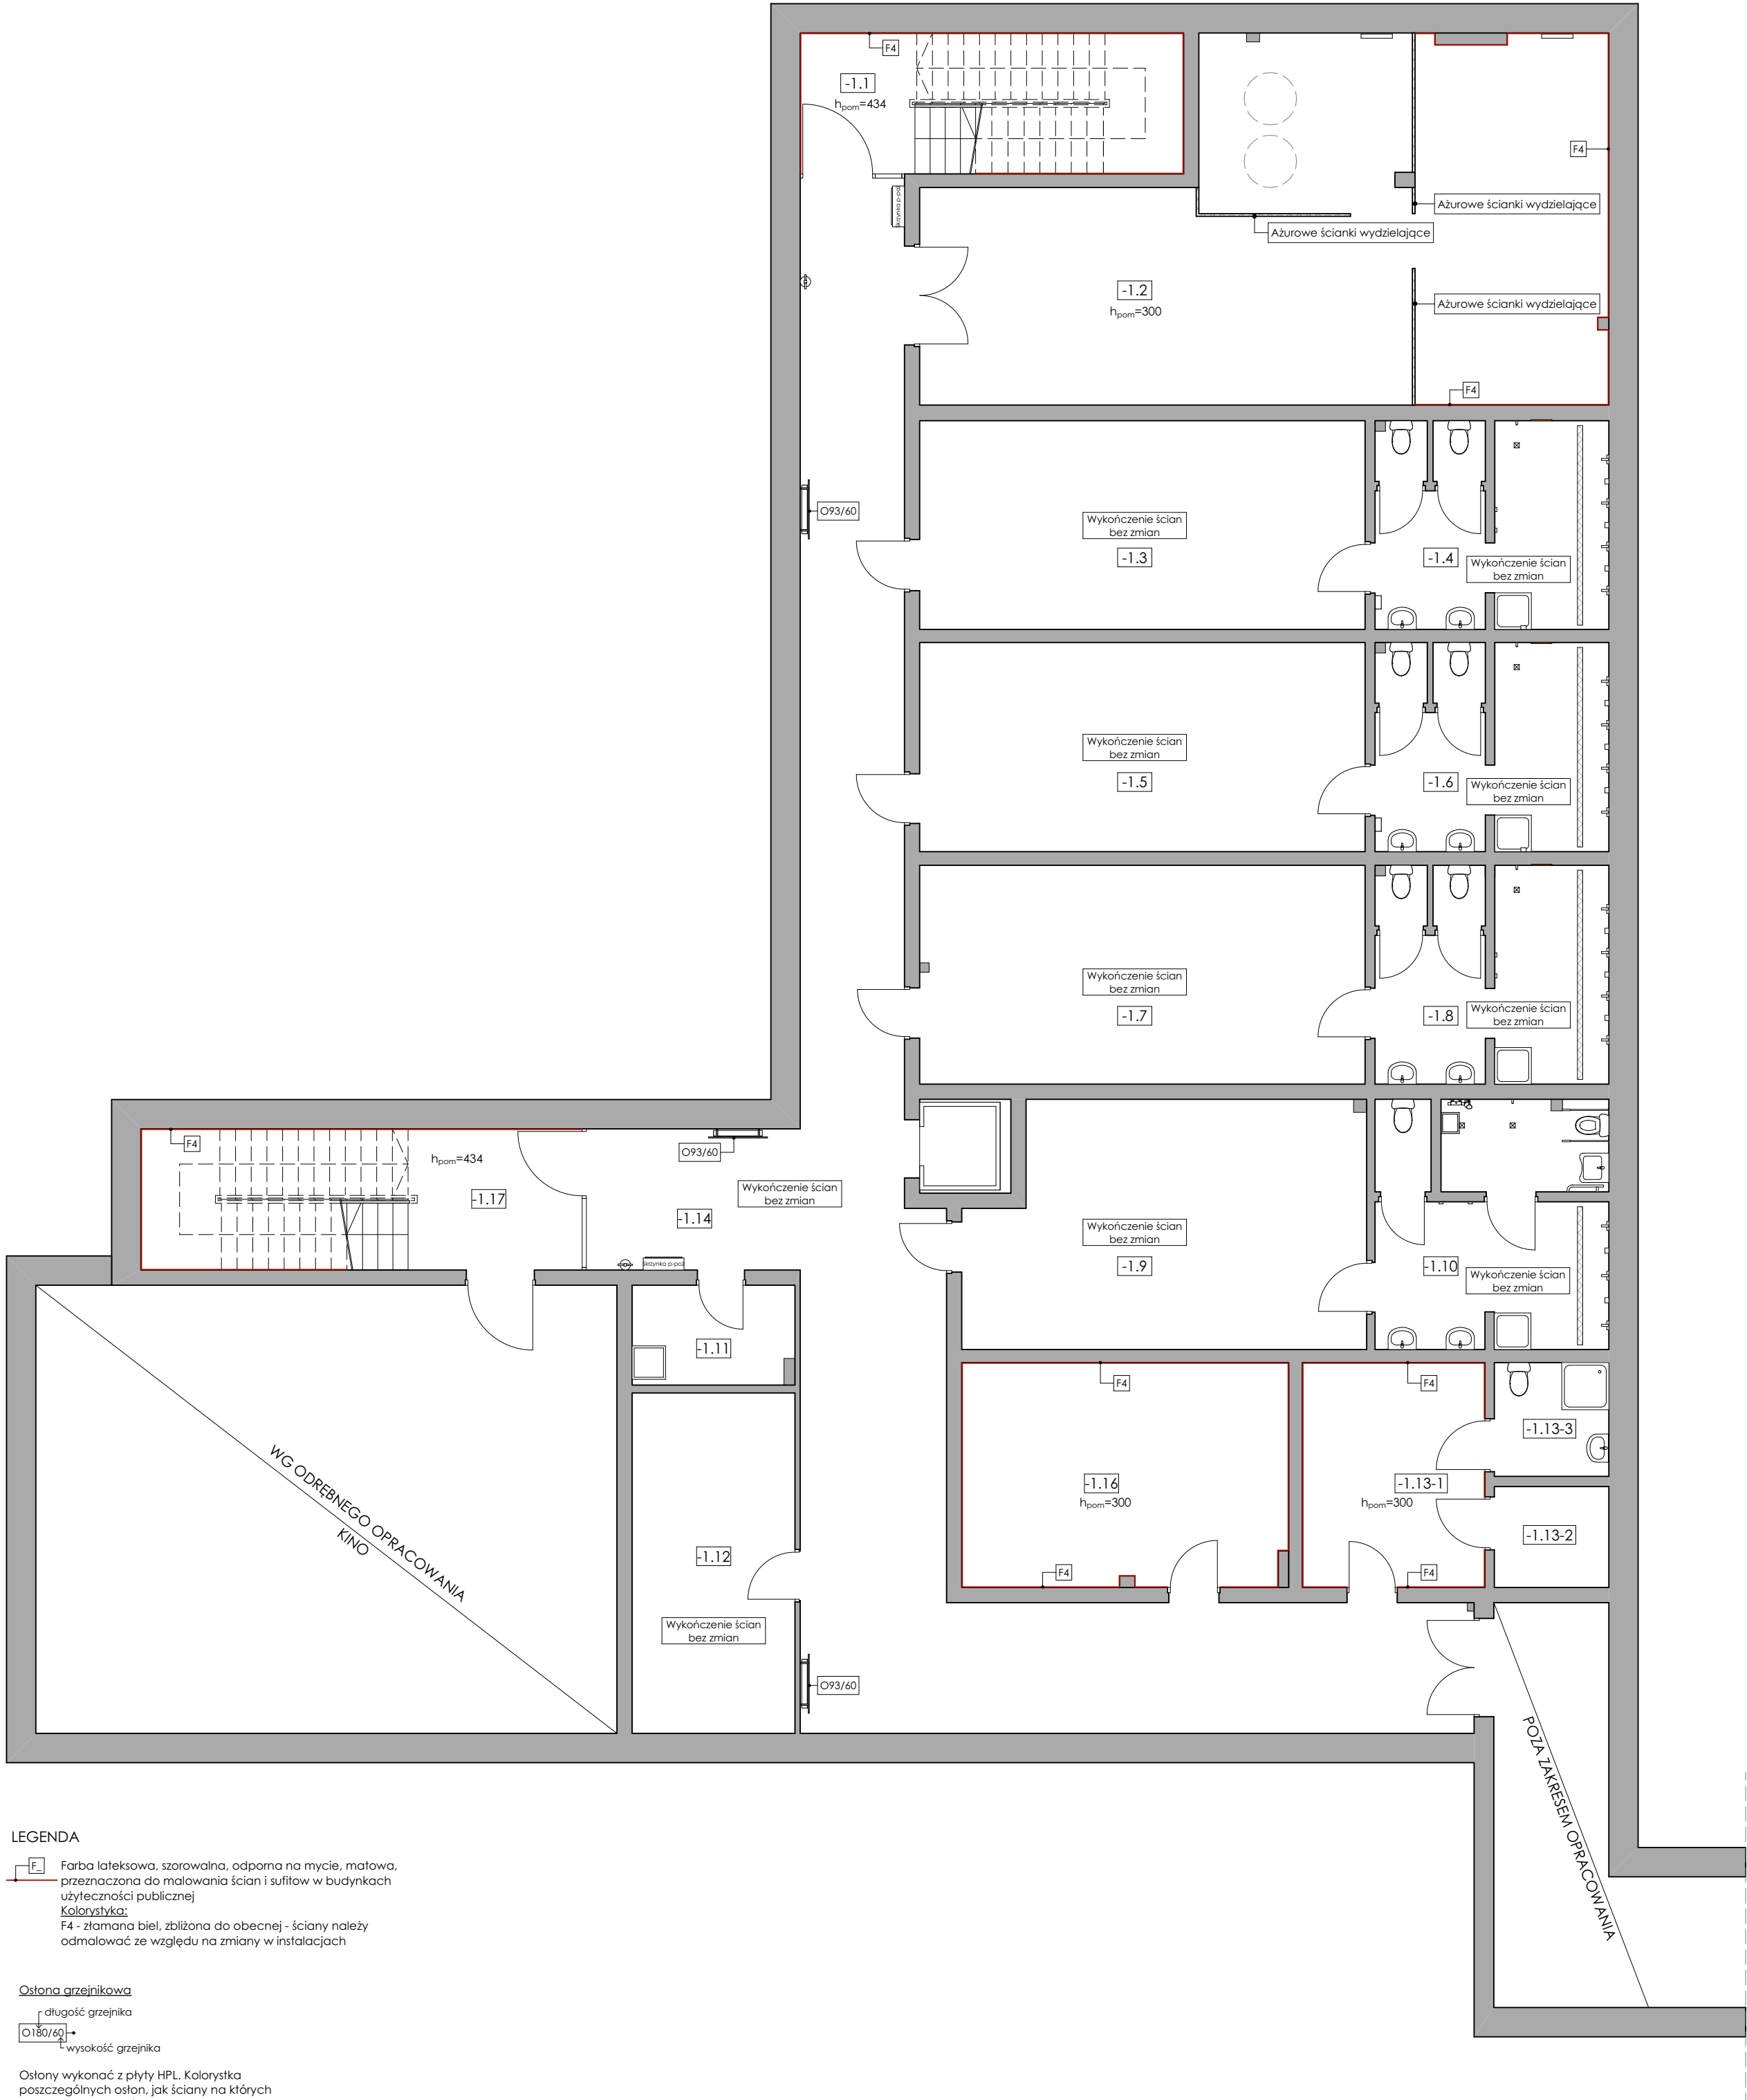 F4
-1.1
hpom=434
skrzynka p-poż
F4
Ażurowe ścianki wydzielające
Ażurowe ścianki wydzielające
-1.2
hpom=300
Ażurowe ścianki wydzielające
F4
O93/60
Wykończenie ścian
bez zmian
-1.3
-1.4
Wykończenie ścian
bez zmian
Wykończenie ścian
bez zmian
-1.5
-1.6
Wykończenie ścian
bez zmian
Wykończenie ścian
bez zmian
-1.7
-1.8
Wykończenie ścian
bez zmian
F4
hpom=434
-1.17
O93/60
Wykończenie ścian
bez zmian
-1.14
skrzynka p-poż
Wykończenie ścian
bez zmian
-1.9
-1.10
Wykończenie ścian
bez zmian
-1.11
F4
F4
-1.13-3
WG ODRĘBNEGO OPRACOWANIA
KINO
-1.16
hpom=300
-1.13-1
hpom=300
-1.13-2
-1.12
F4
F4
Wykończenie ścian
bez zmian
O93/60
POZA ZAKRESEM OPRACOWANIA
LEGENDA
F_
Farba lateksowa, szorowalna, odporna na mycie, matowa,
przeznaczona do malowania ścian i sufitow w budynkach
użyteczności publicznej
Kolorystyka:
F4 - złamana biel, zbliżona do obecnej - ściany należy
odmalować ze względu na zmiany w instalacjach
Osłona grzejnikowa
długość grzejnika
O180/60
wysokość grzejnika
Osłony wykonać z płyty HPL. Kolorystka
poszczególnych osłon, jak ściany na których